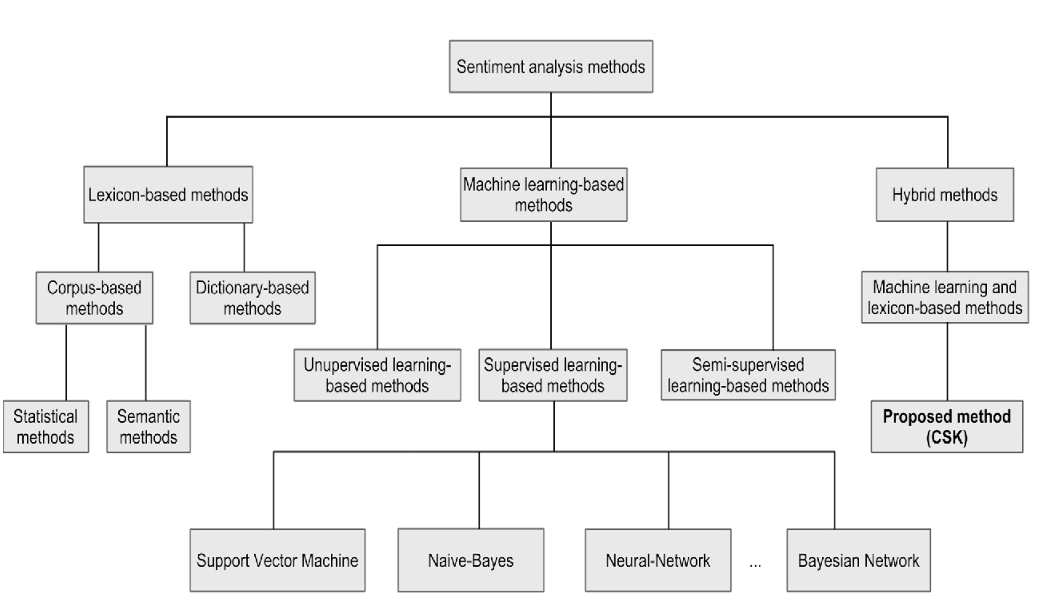 Sentiment analysis methods
Lexicon-based methods
Machine learning-based
methods
Hybrid methods
Corpus-based
methods
Dictionary-based
methods
Machine learning and
lexicon-based methods
Unupervised learning-
based methods
Supervised learning-
based methods
Semi-supervised
learning-based methods
Statistical
methods
Semantic
methods
Proposed method
(CSK)
Support Vector Machine
Naive-Bayes
Neural-Network
...
Bayesian Network